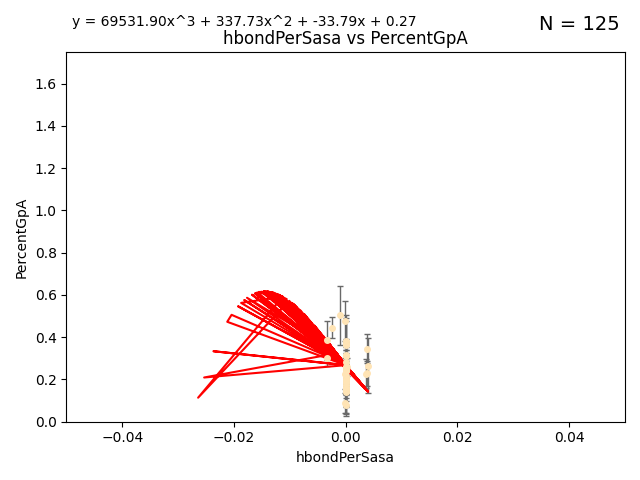 y = 69531.90x^3 + 337.73x^2 + -33.79x + 0.27
N = 125
hbondPerSasa vs PercentGpA
1.6
1.4
1.2
1.0
0.8
0.6
0.4
0.2
0.0
PercentGpA
−0.04
−0.02
0.00
0.02
0.04
hbondPerSasa